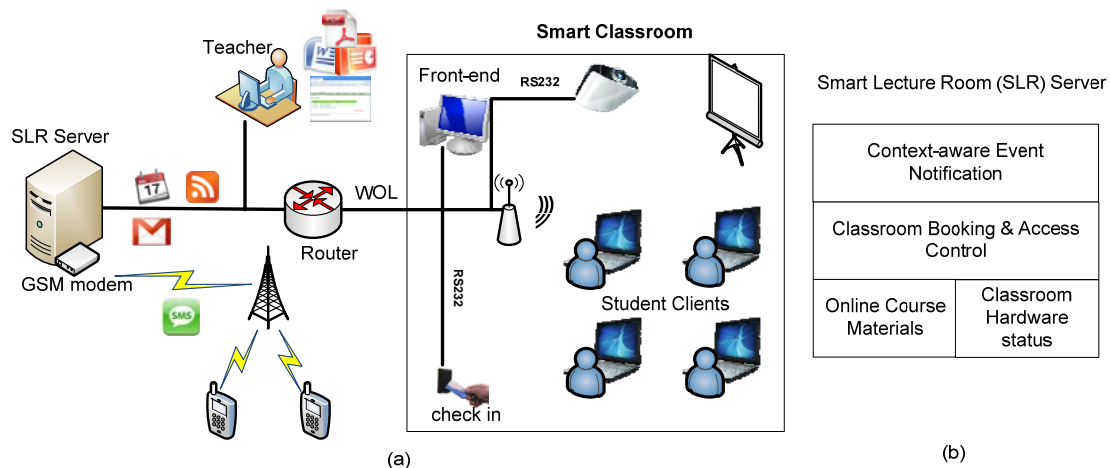 Teacher
PDF
W
SLR Server
17
GSM modem
SMS
Router
WOL
Smart Classroom
Front-end
RS232
RS232
check in
Student Clients
(a)
Smart Lecture Room (SLR) Server
Context-aware Event
Notification
Classroom Booking & Access
Control
Online Course
Materials
Classroom
Hardware
status
(b)